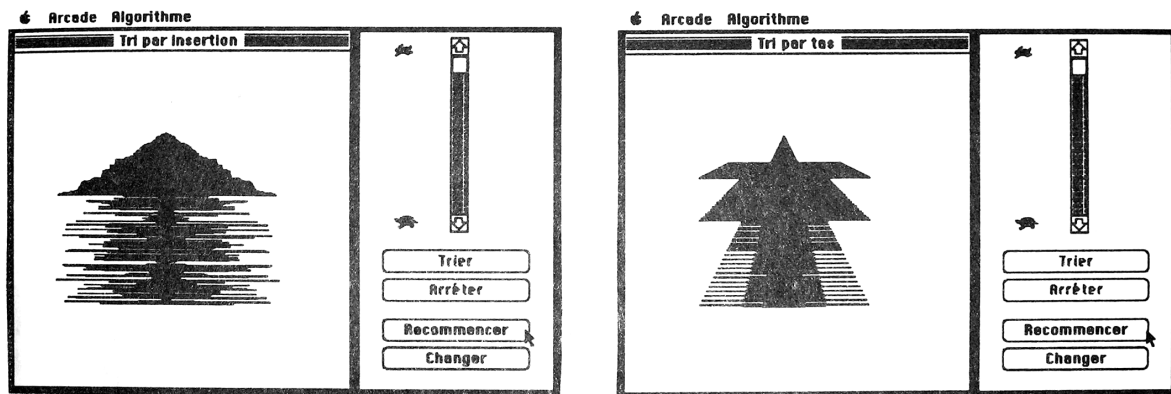 Arcade Algorithme
Tri par insertion
Trier
Arrêter
Recommencer
Changer
Arcade Algorithme
Tri par tas
Trier
Arrêter
Recommencer
Changer